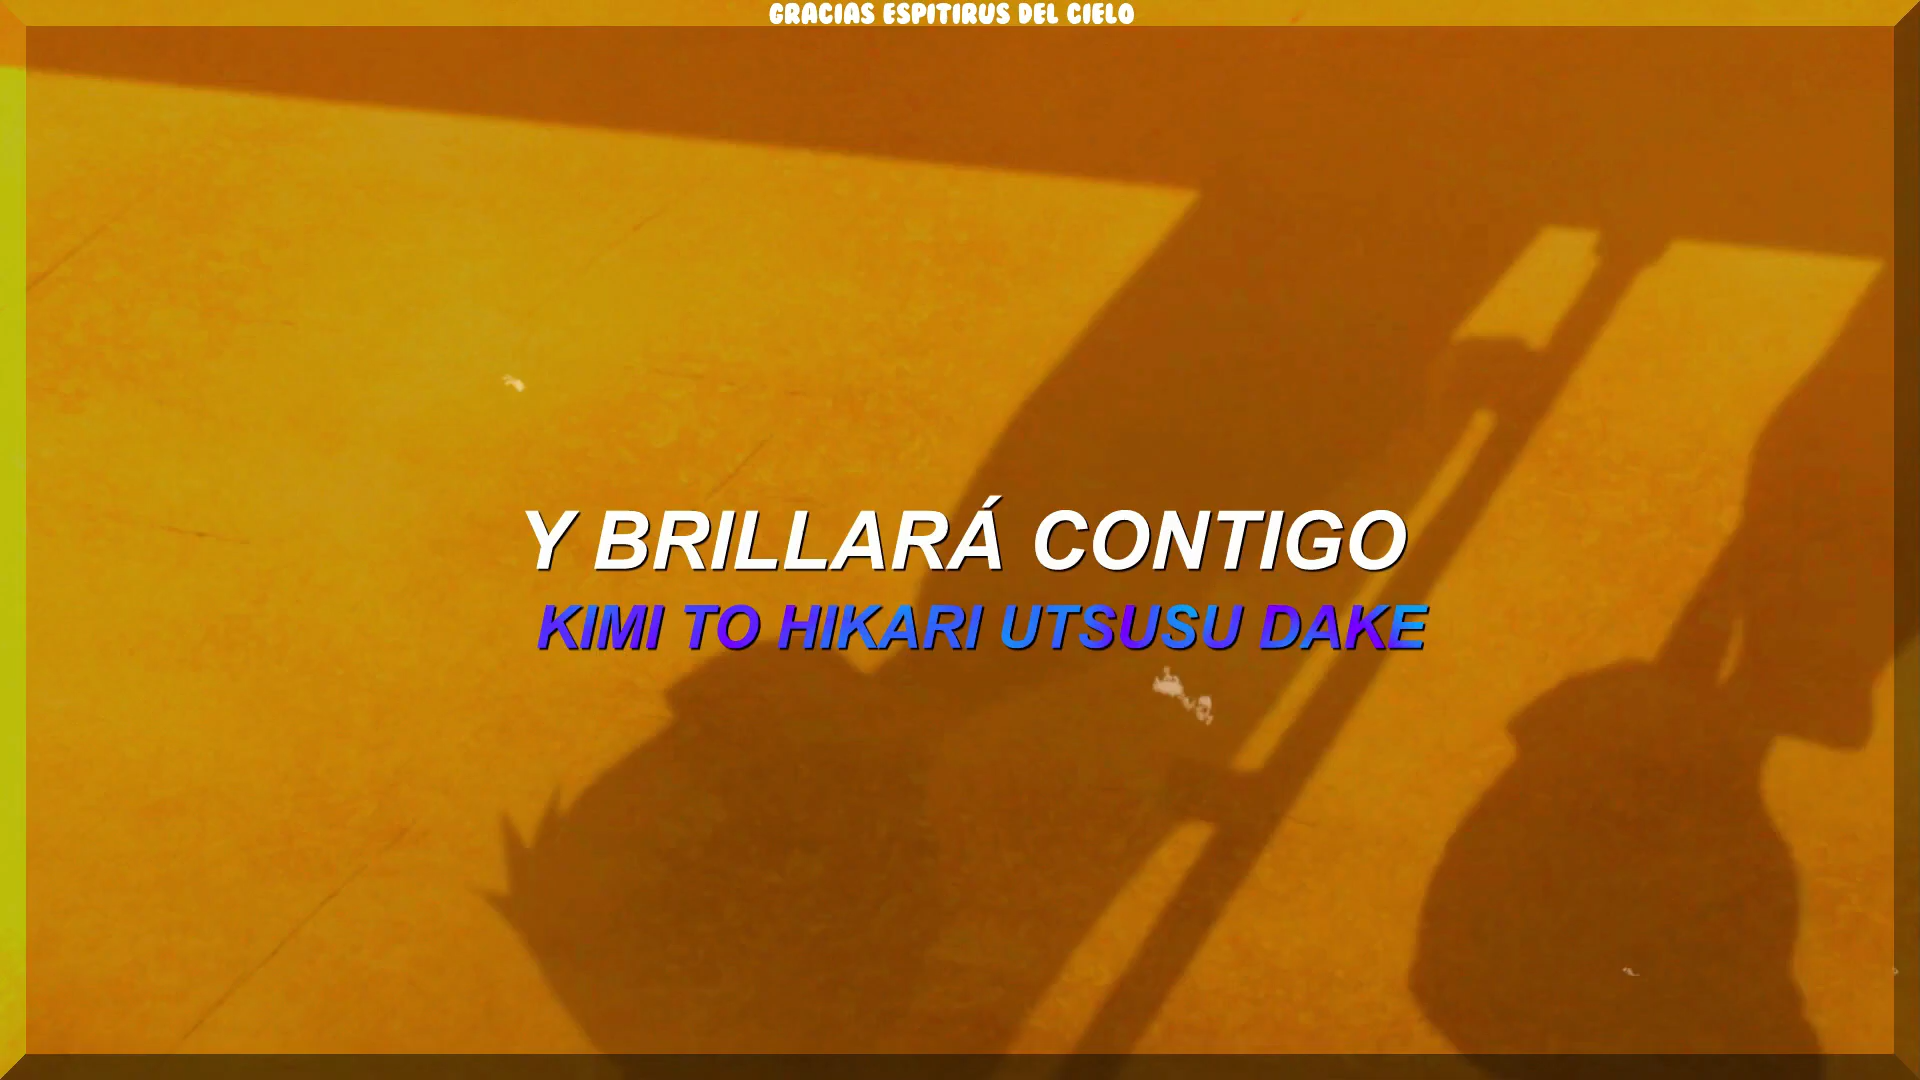 GRACIAS ESPITIRUS DEL CIELO
Y BRILLARÁ CONTIGO
KIMI TO HIKARI UTSUSU DAKE